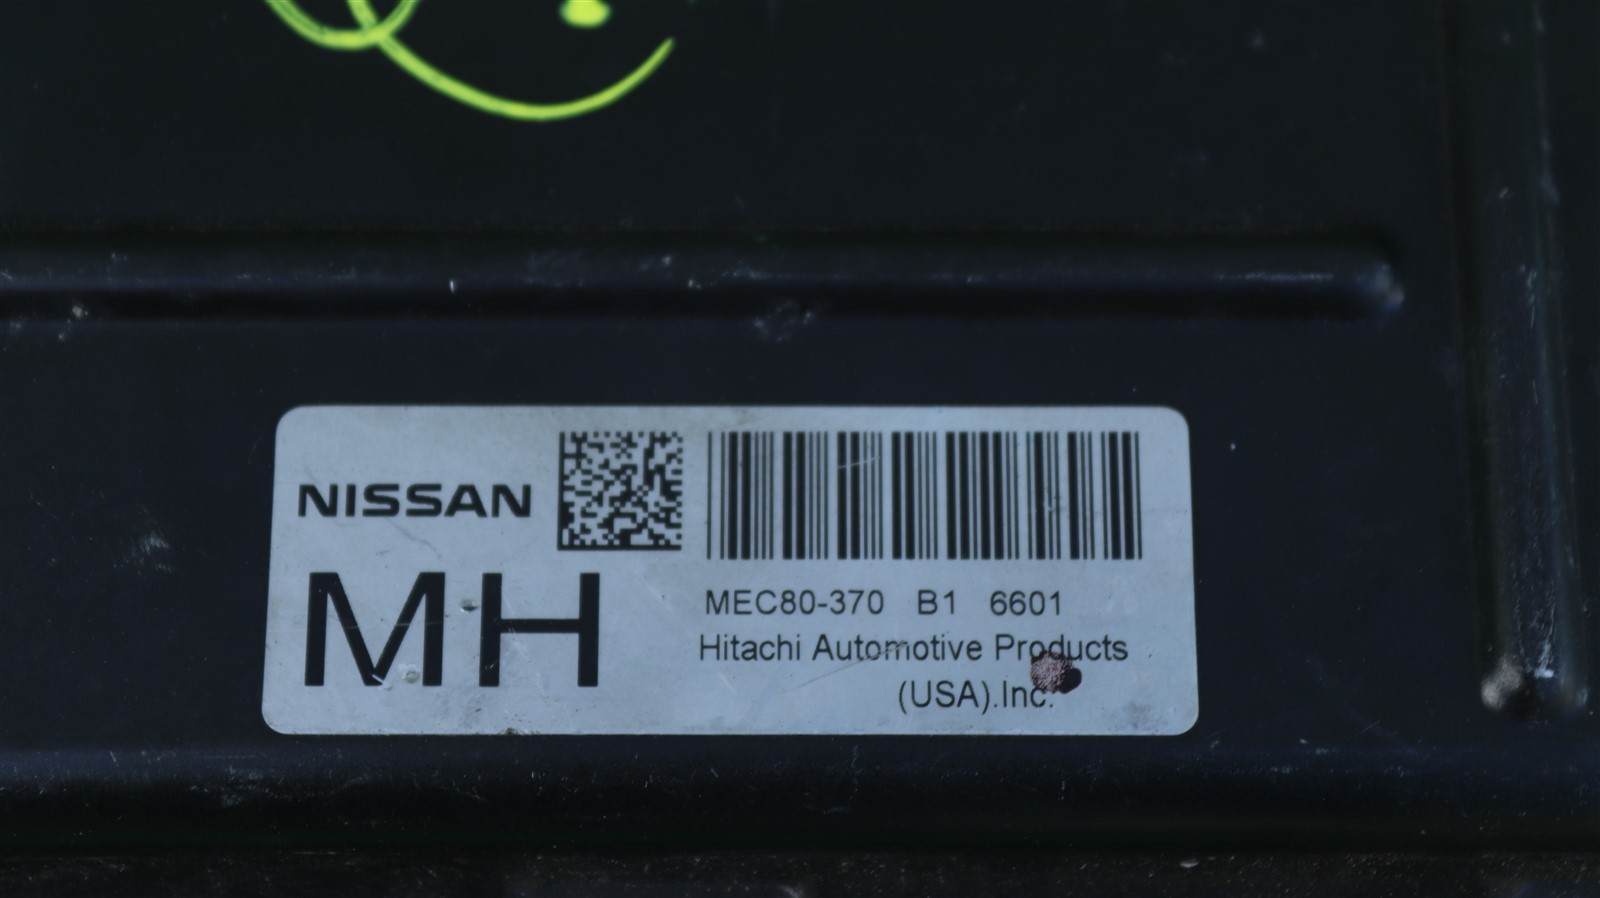 NISSAN
MH
MEC80-370 B1 6601
Hitachi Automotive Products
(USA).Inc.